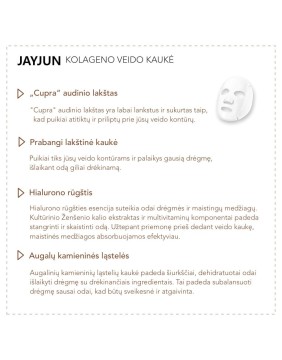 JAYJUN KOLAGENO VEIDO KAUKĖ
„Cupra“ audinio lakštas
"Cupra" audinio lakštas yra labai lankstus ir sukurtas taip,
kad puikiai atitiktų ir priliptų prie jūsų veido kontūrų.
Prabangi lakštinė kaukė
Puikiai tiks jūsų veido kontūrams ir palaikys gausią drėgmę,
išlaikant odą giliai drėkinamą.
Hialurono rūgštis
Hialurono rūgšties esencija suteikia odai drėgmės ir maistingų medžiagų.
Kultūrinio Ženšenio kalio ekstraktas ir multivitaminų komponentai padeda
stangrinti ir skaistinti odą. Užtepant priemonę prieš dedant veido kaukę,
maistinės medžiagos absorbuojamos efektyviau.
Augalų kamieninės ląstelės
Augalinių kamieninių ląstelių kaukė padeda šiurkščiai, dehidratuotai odai
išlaikyti drėgmę su drėkinančiais ingredientais. Tai padeda subalansuoti
drėgmę sausai odai, kad būtų sveikesnė ir atgaivinta.